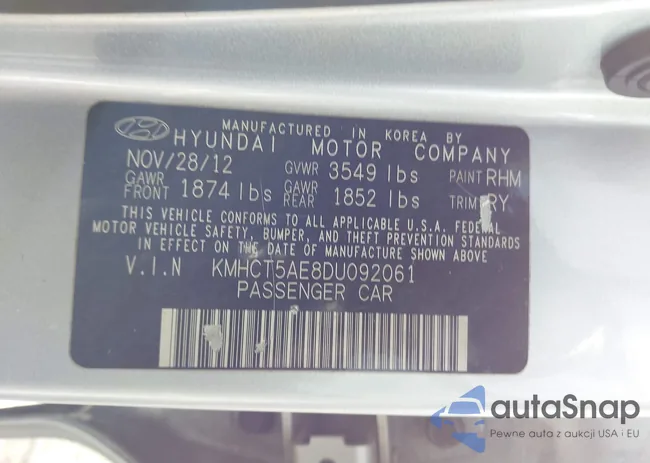 MANUFACTURED IN KOREA BY
HYUNDAI MOTOR COMPANY
NOV/28/12 GVWR 3549 lbs PAINT RHM
GAWR FRONT 1874 lbs GAWR REAR 1852 lbs TRIM RY
THIS VEHICLE CONFORMS TO ALL APPLICABLE U.S.A. FEDERAL
MOTOR VEHICLE SAFETY, BUMPER, AND THEFT PREVENTION STANDARDS
IN EFFECT ON THE DATE OF MANUFACTURE SHOWN ABOVE.
V.I.N KMHCT5AE8DU092061
PASSENGER CAR
autaSnap
Pewne auta z aukcji USA i EU